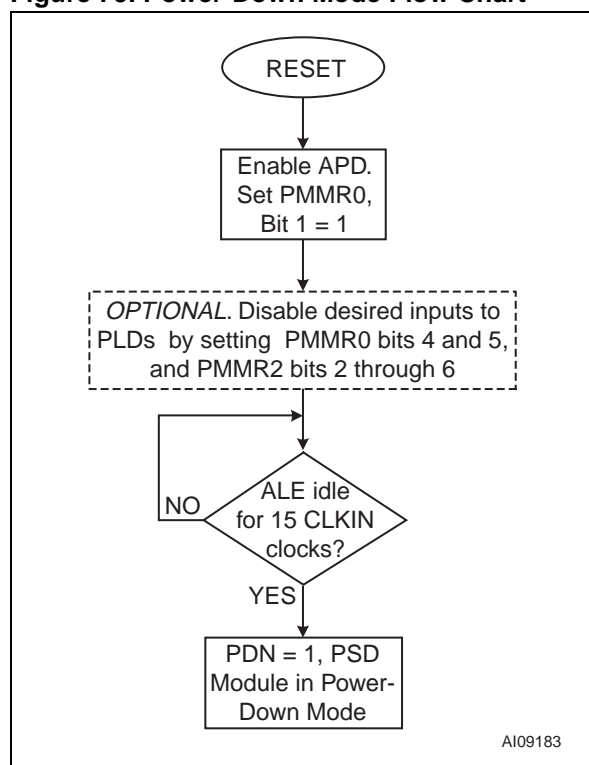 Figure Power-Down Mode Flow Chart
RESET
Enable APD.
Set PMMR0,
Bit 1 = 1
OPTIONAL. Disable desired inputs to
PLDs by setting PMMR0 bits 4 and 5,
and PMMR2 bits 2 through 6
NO
ALE idle
for 15 CLKIN
clocks?
YES
PDN = 1, PSD
Module in Power-
Down Mode
AI09183